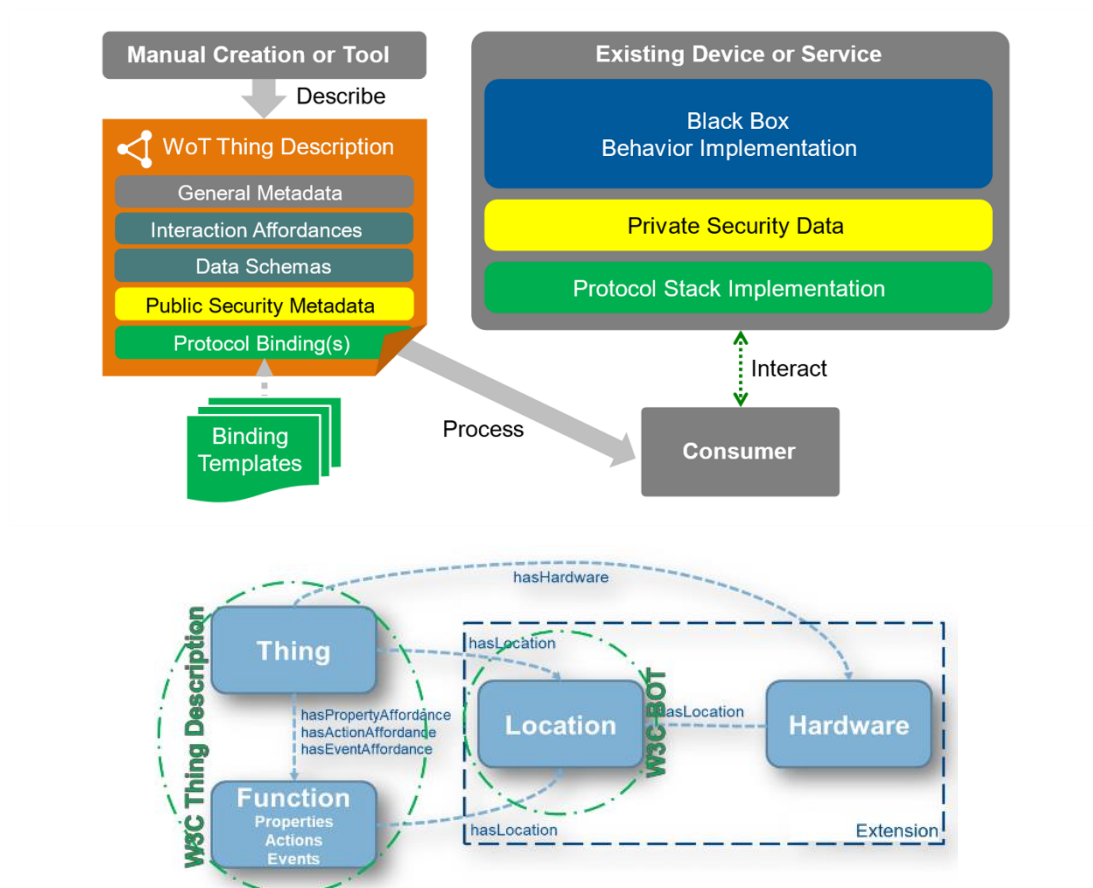 Manual Creation or Tool
Describe
WoT Thing Description
General Metadata
Interaction Affordances
Data Schemas
Public Security Metadata
Protocol Binding(s)
Binding
Templates
Existing Device or Service
Black Box
Behavior Implementation
Private Security Data
Protocol Stack Implementation
Interact
Process
Consumer
hasHardware
W3C Thing Description
Thing
hasLocation
hasPropertyAffordance
hasActionAffordance
hasEventAffordance
Function
Properties
Actions
Events
Location
W3C BOT
hasLocation
Hardware
hasLocation
Extension